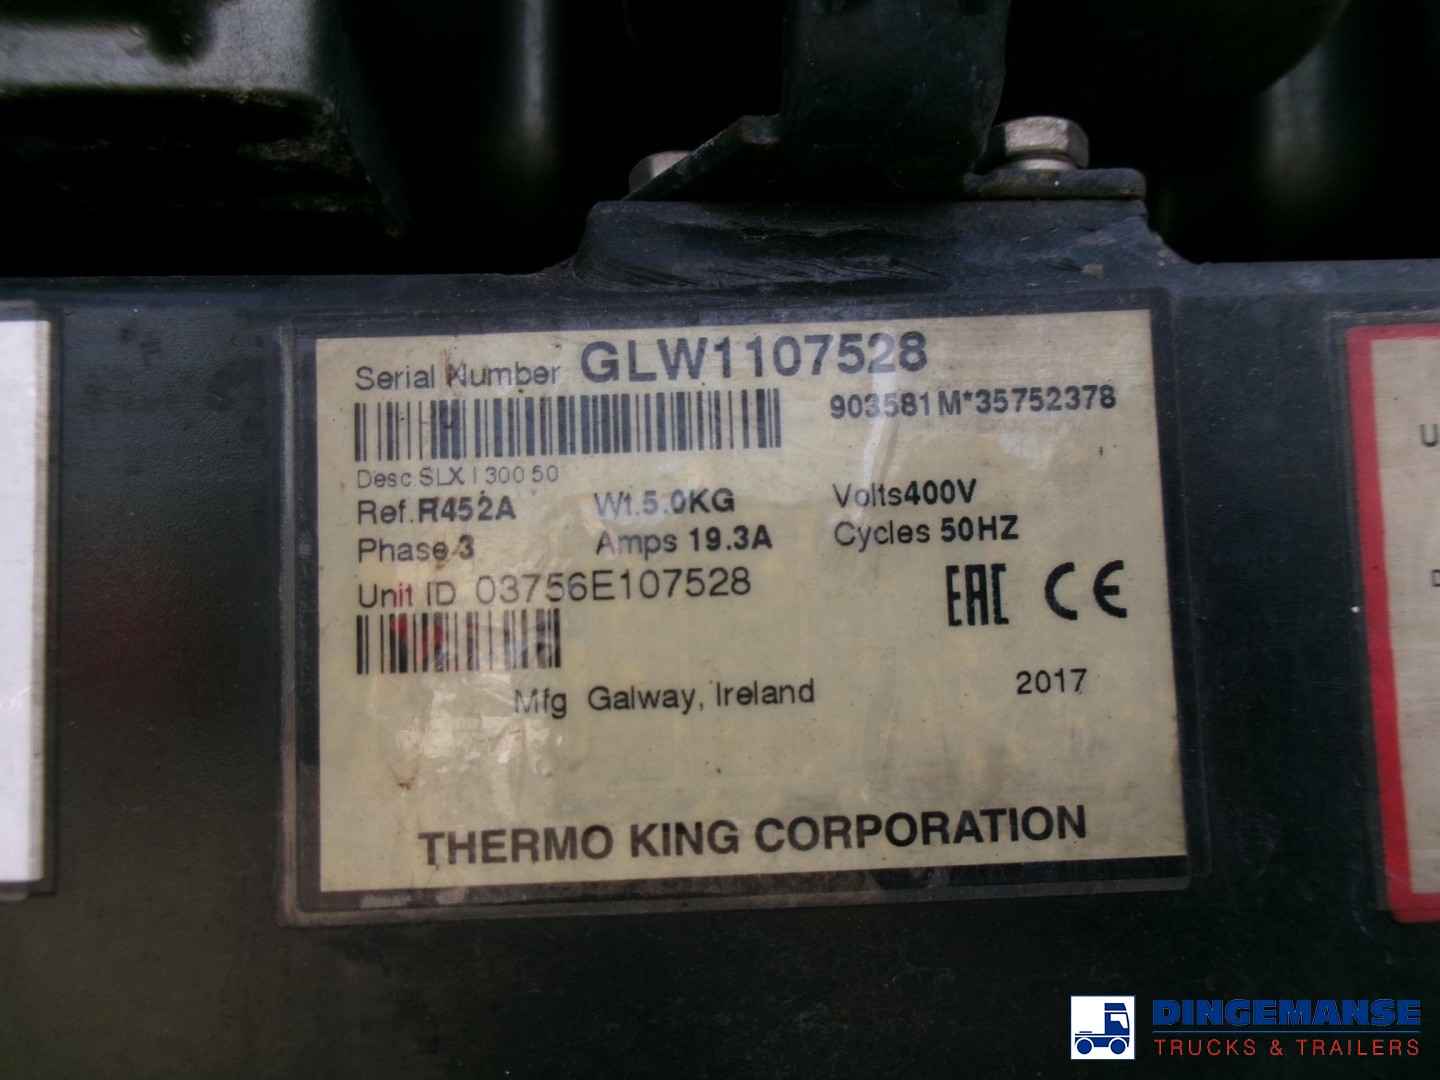 Serial Number GLW1107528
903581M*35752378
Desc.SLX I 300 50
Ref.R452A Wt.5.0KG Volts400V
Phase 3 Amps 19.3A Cycles 50HZ
Unit ID 03756E107528
EAC CE
Mfg Galway, Ireland 2017
THERMO KING CORPORATION
U
D
DINGEMANSE
TRUCKS & TRAILERS